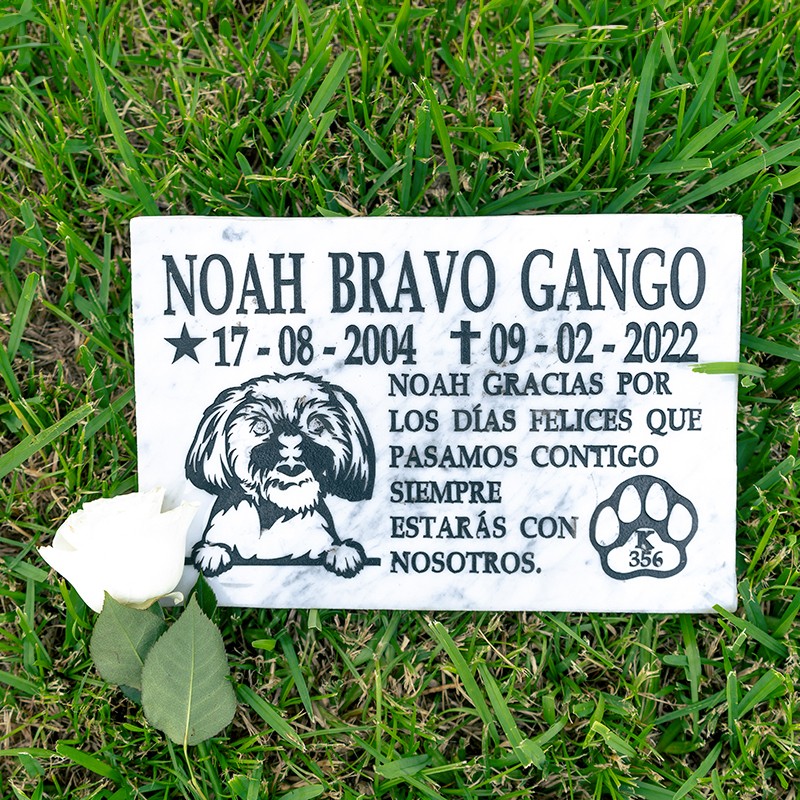 NOAH BRAVO GANGO
★ 17 - 08 - 2004 ✝ 09 - 02 - 2022
NOAH GRACIAS POR
LOS DÍAS FELICES QUE
PASAMOS CONTIGO
SIEMPRE
ESTARÁS CON
NOSOTROS.
K
356